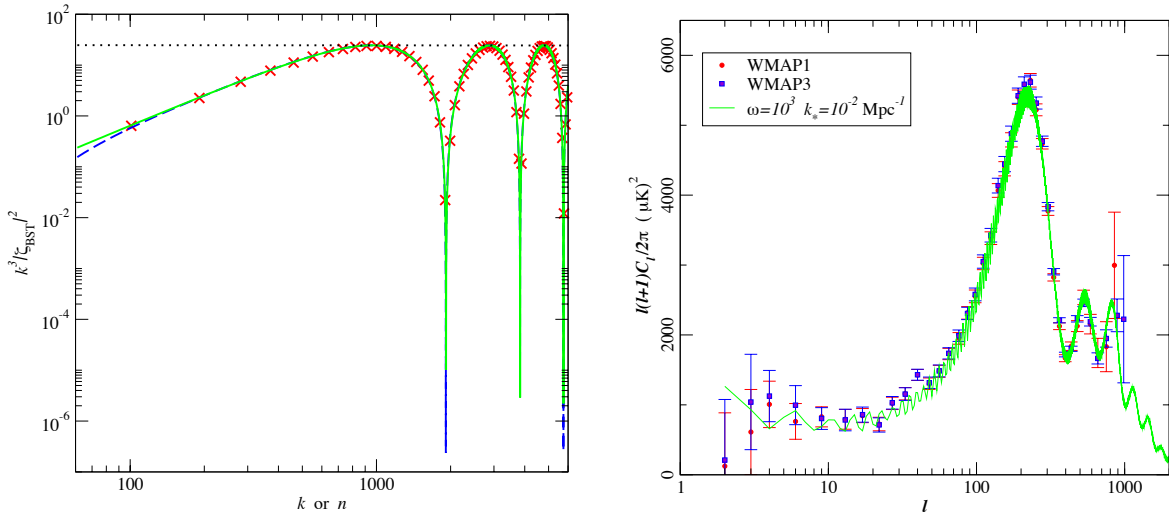 10^2
10^0
10^-2
10^-4
10^-6
k^3|ζ_BST|^2
100
1000
k or n
WMAP1
WMAP3
ω=10^3 k_*=10^-2 Mpc^-1
6000
4000
2000
0
l(l+1)C_l/2π ( μK)^2
1
10
100
1000
l